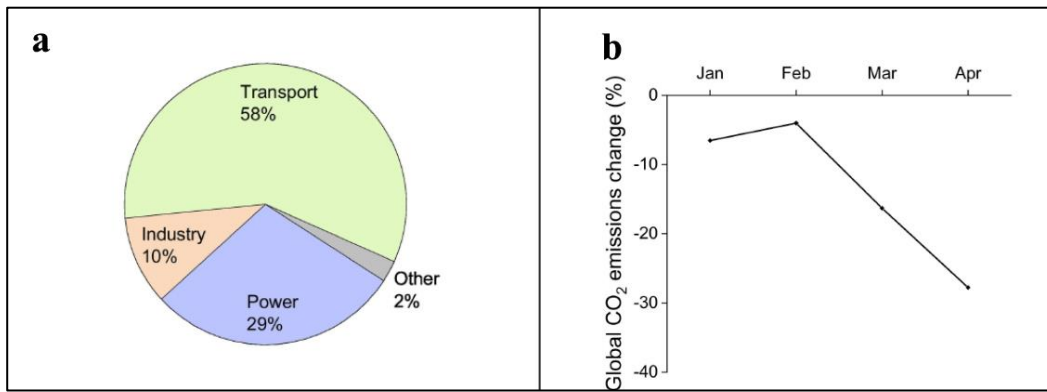 a
Transport
58%
Industry
10%
Power
29%
Other
2%
b
Jan Feb Mar Apr
Global CO₂ emissions change (%)
0
-10
-20
-30
-40